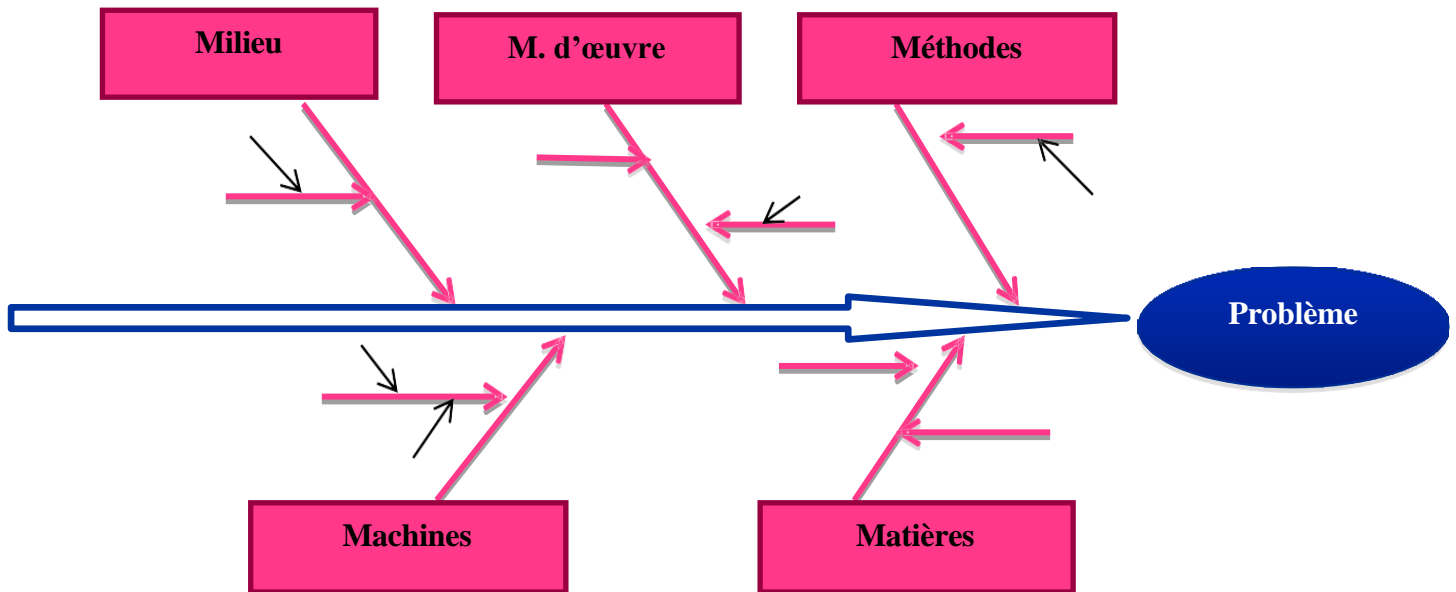 Milieu
M. d’œuvre
Méthodes
Problème
Machines
Matières